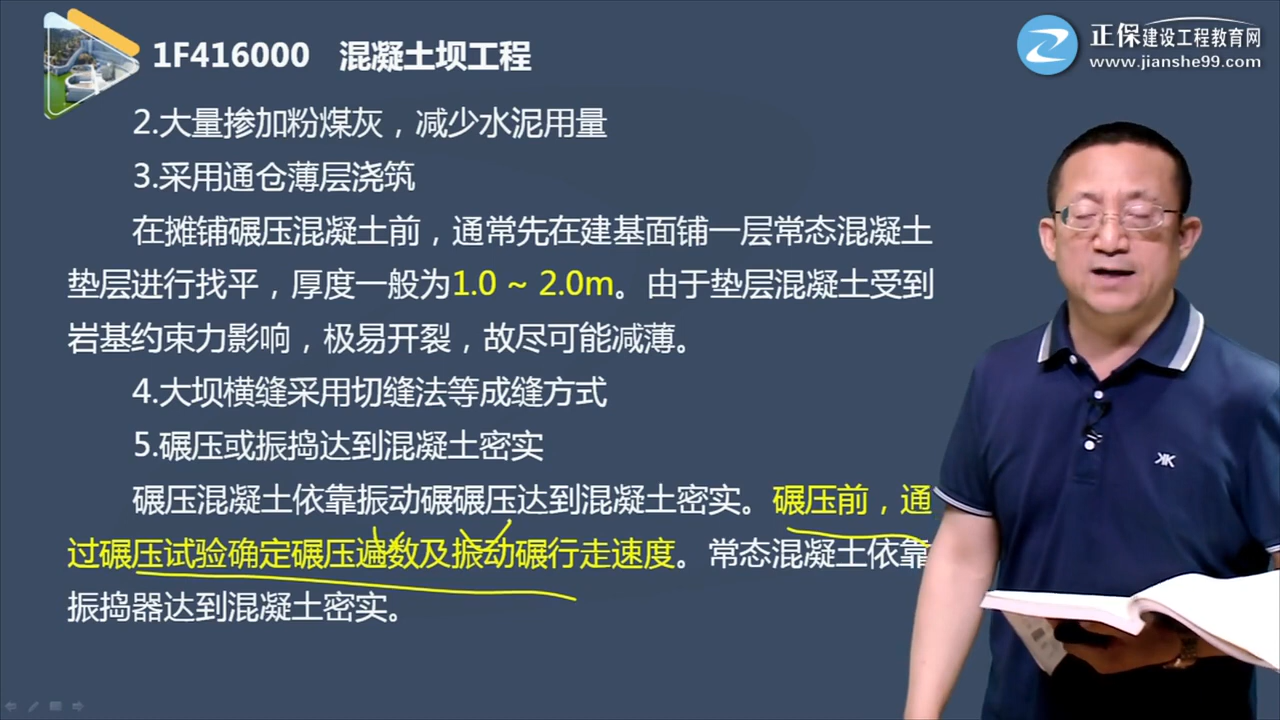 1F416000 混凝土坝工程
正保建设工程教育网
www.jianshe99.com
2.大量掺加粉煤灰，减少水泥用量
3.采用通仓薄层浇筑
在摊铺碾压混凝土前，通常先在建基面铺一层常态混凝土
垫层进行找平，厚度一般为1.0 ~ 2.0m。由于垫层混凝土受到
岩基约束力影响，极易开裂，故尽可能减薄。
4.大坝横缝采用切缝法等成缝方式
5.碾压或振捣达到混凝土密实
碾压混凝土依靠振动碾碾压达到混凝土密实。碾压前，通
过碾压试验确定碾压遍数及振动碾行走速度。常态混凝土依靠
振捣器达到混凝土密实。